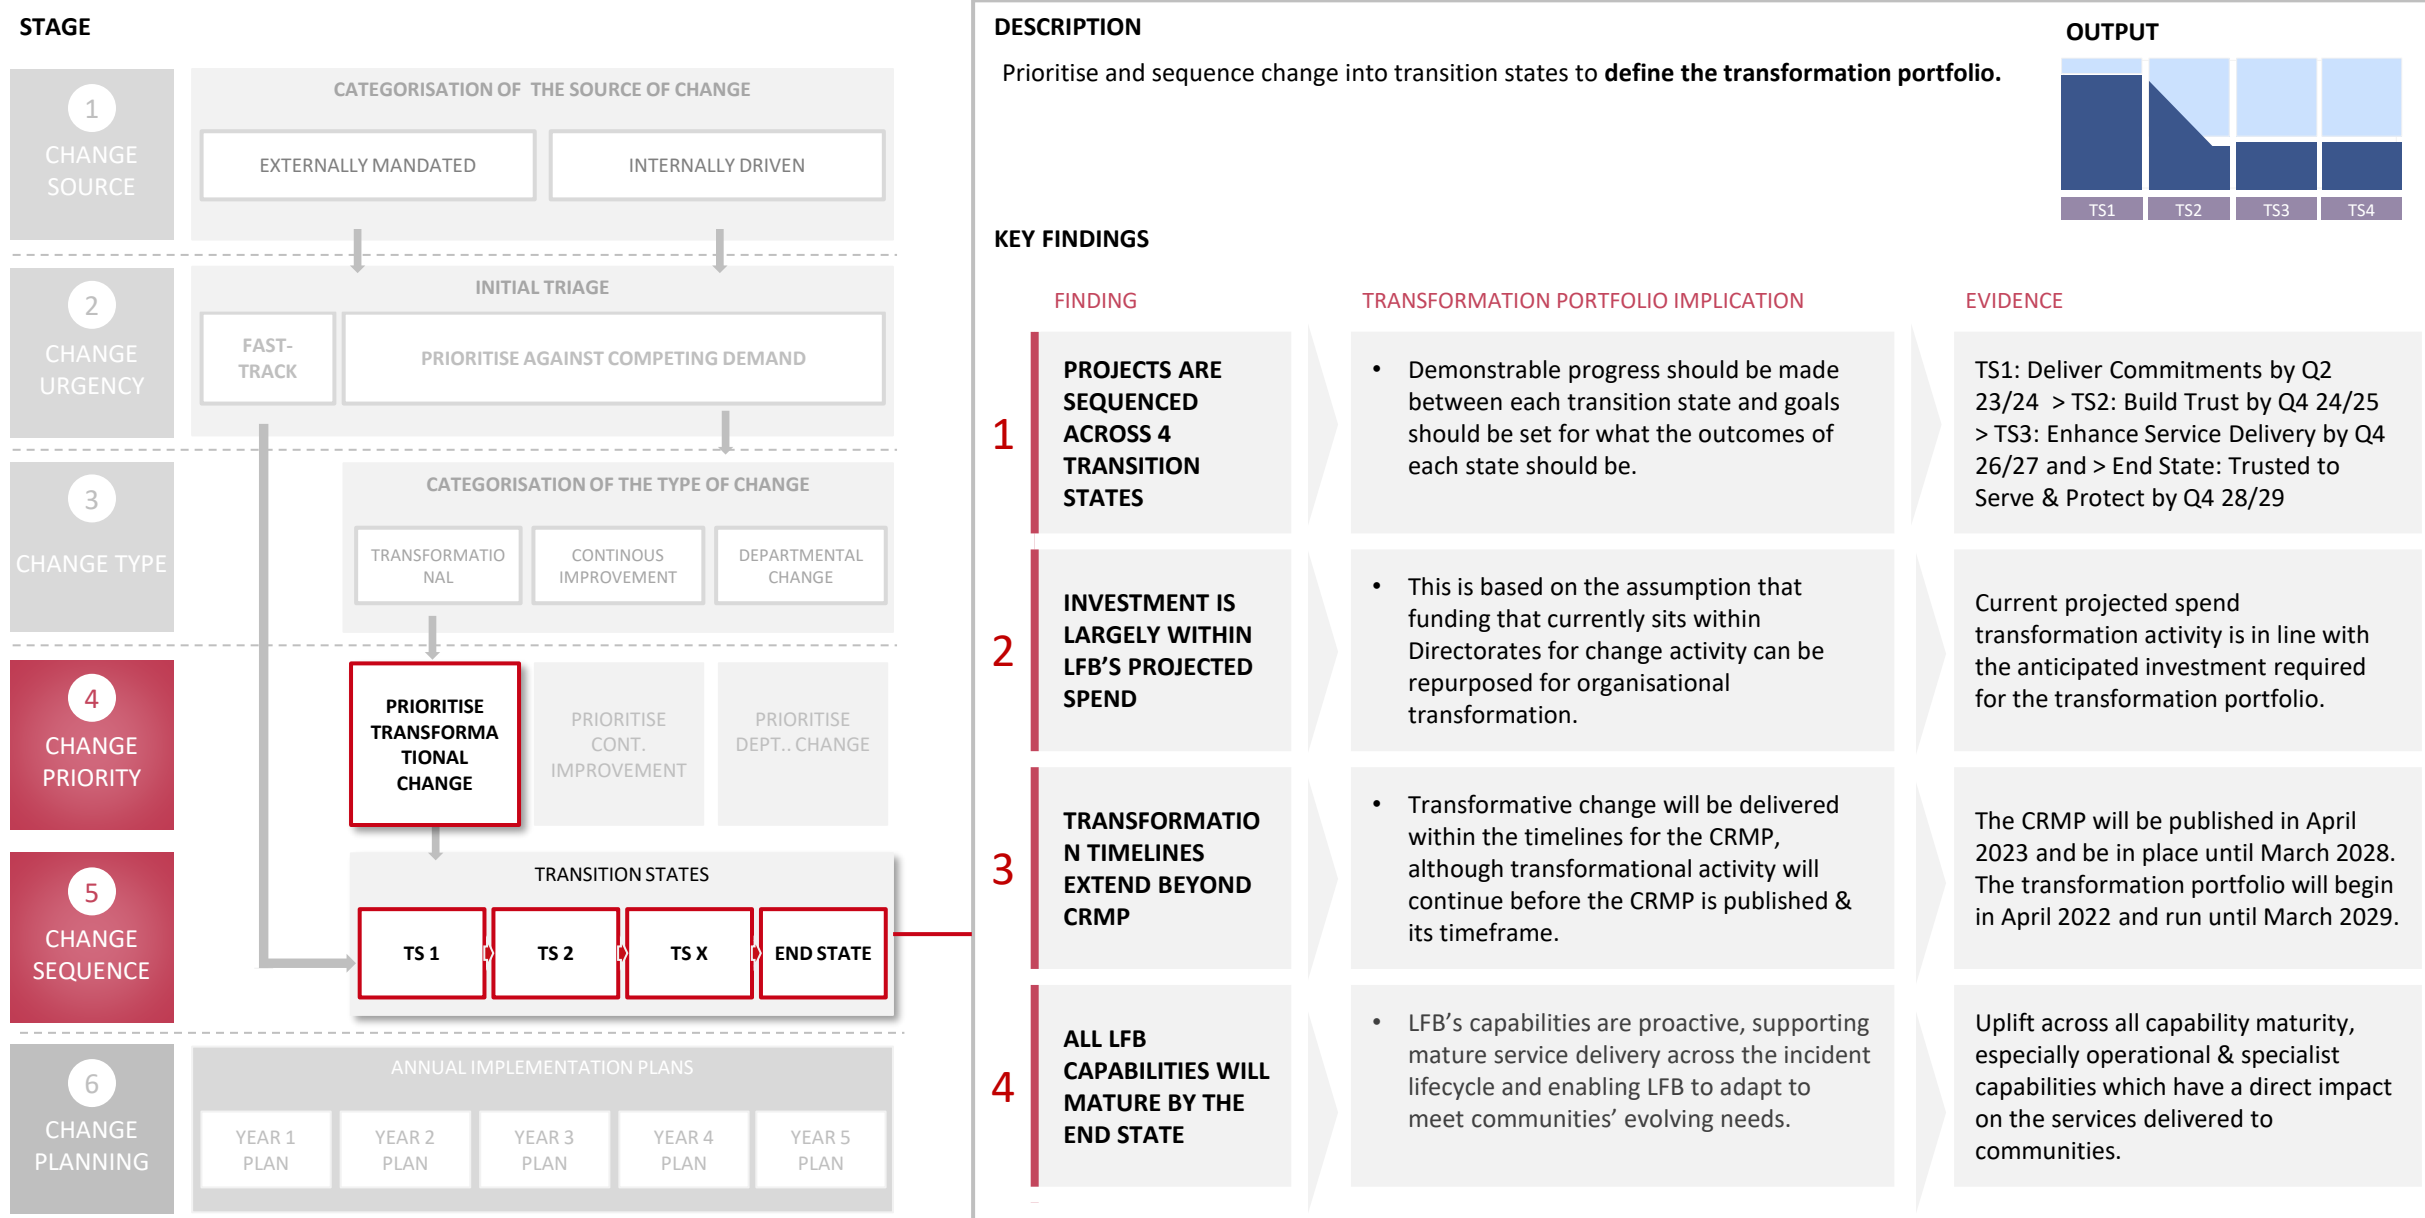 STAGE
1
CHANGE
SOURCE
CATEGORISATION OF THE SOURCE OF CHANGE
EXTERNALLY MANDATED
INTERNALLY DRIVEN
2
CHANGE
URGENCY
INITIAL TRIAGE
FAST-
TRACK
PRIORITISE AGAINST COMPETING DEMAND
3
CHANGE TYPE
CATEGORISATION OF THE TYPE OF CHANGE
TRANSFORMATIO
NAL
CONTINOUS
IMPROVEMENT
DEPARTMENTAL
CHANGE
4
CHANGE
PRIORITY
PRIORITISE
TRANSFORMA
TIONAL
CHANGE
PRIORITISE
CONT.
IMPROVEMENT
PRIORITISE
DEPT.. CHANGE
5
CHANGE
SEQUENCE
TRANSITION STATES
TS 1
TS 2
TS X
END STATE
6
CHANGE
PLANNING
ANNUAL IMPLEMENTATION PLANS
YEAR 1
PLAN
YEAR 2
PLAN
YEAR 3
PLAN
YEAR 4
PLAN
YEAR 5
PLAN
DESCRIPTION
Prioritise and sequence change into transition states to define the transformation portfolio.
OUTPUT
TS1
TS2
TS3
TS4
KEY FINDINGS
FINDING
TRANSFORMATION PORTFOLIO IMPLICATION
EVIDENCE
1
PROJECTS ARE
SEQUENCED
ACROSS 4
TRANSITION
STATES
• Demonstrable progress should be made
between each transition state and goals
should be set for what the outcomes of
each state should be.
TS1: Deliver Commitments by Q2
23/24 > TS2: Build Trust by Q4 24/25
> TS3: Enhance Service Delivery by Q4
26/27 and > End State: Trusted to
Serve & Protect by Q4 28/29
2
INVESTMENT IS
LARGELY WITHIN
LFB’S PROJECTED
SPEND
• This is based on the assumption that
funding that currently sits within
Directorates for change activity can be
repurposed for organisational
transformation.
Current projected spend
transformation activity is in line with
the anticipated investment required
for the transformation portfolio.
3
TRANSFORMATIO
N TIMELINES
EXTEND BEYOND
CRMP
• Transformative change will be delivered
within the timelines for the CRMP,
although transformational activity will
continue before the CRMP is published &
its timeframe.
The CRMP will be published in April
2023 and be in place until March 2028.
The transformation portfolio will begin
in April 2022 and run until March 2029.
4
ALL LFB
CAPABILITIES WILL
MATURE BY THE
END STATE
• LFB’s capabilities are proactive, supporting
mature service delivery across the incident
lifecycle and enabling LFB to adapt to
meet communities’ evolving needs.
Uplift across all capability maturity,
especially operational & specialist
capabilities which have a direct impact
on the services delivered to
communities.